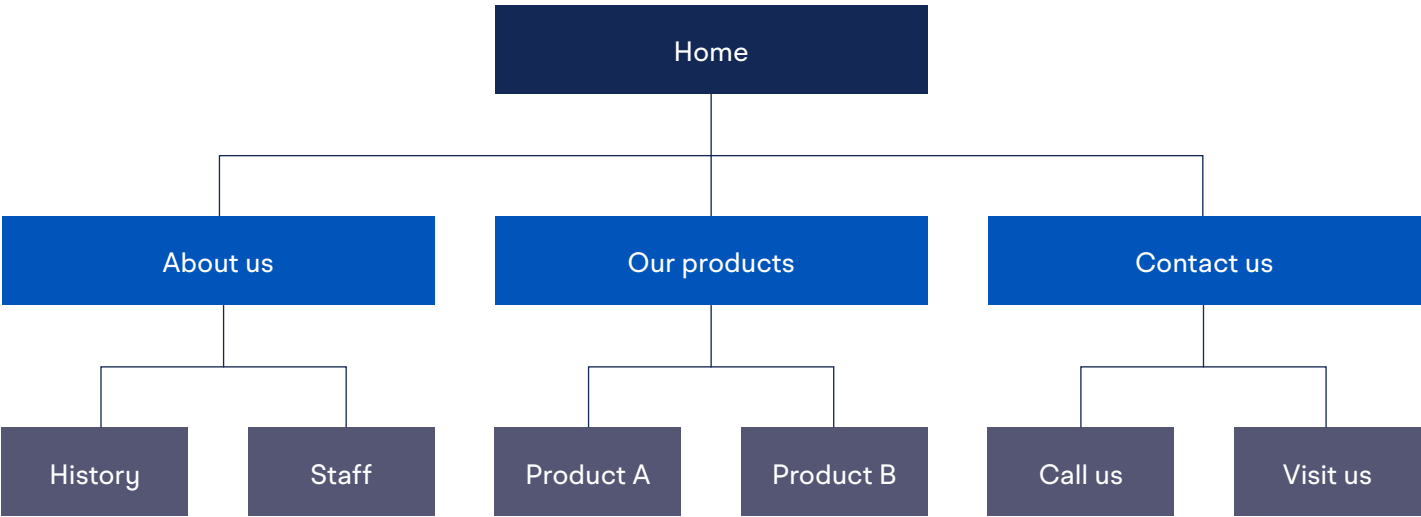 Home
About us
Our products
Contact us
History
Staff
Product A
Product B
Call us
Visit us